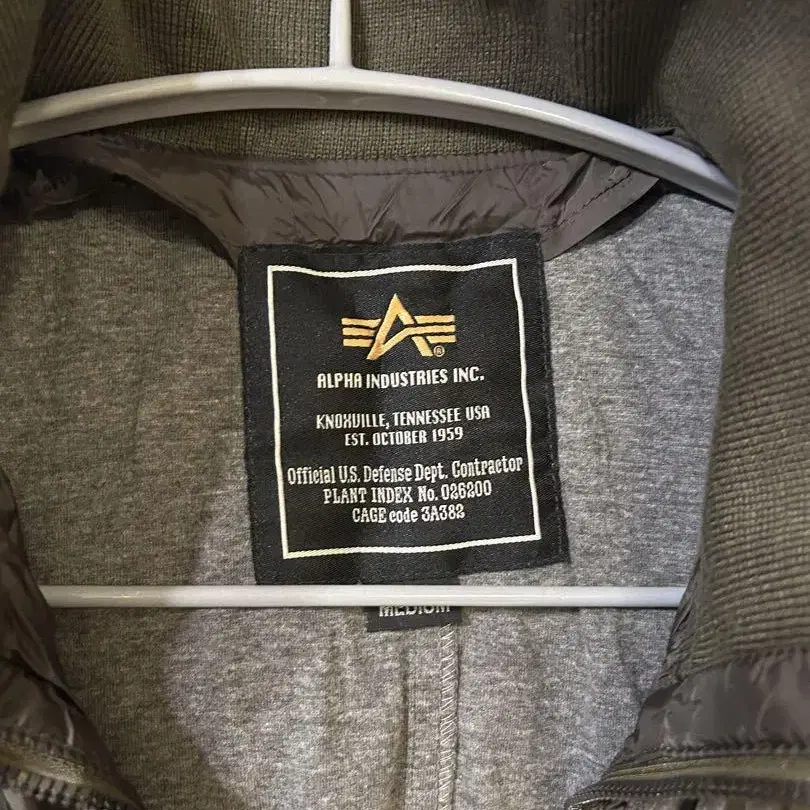 ®
ALPHA INDUSTRIES INC.
KNOXVILLE, TENNESSEE USA
EST. OCTOBER 1959
Official U.S. Defense Dept. Contractor
PLANT INDEX No. 026200
CAGE code 3A382
MEDIUM